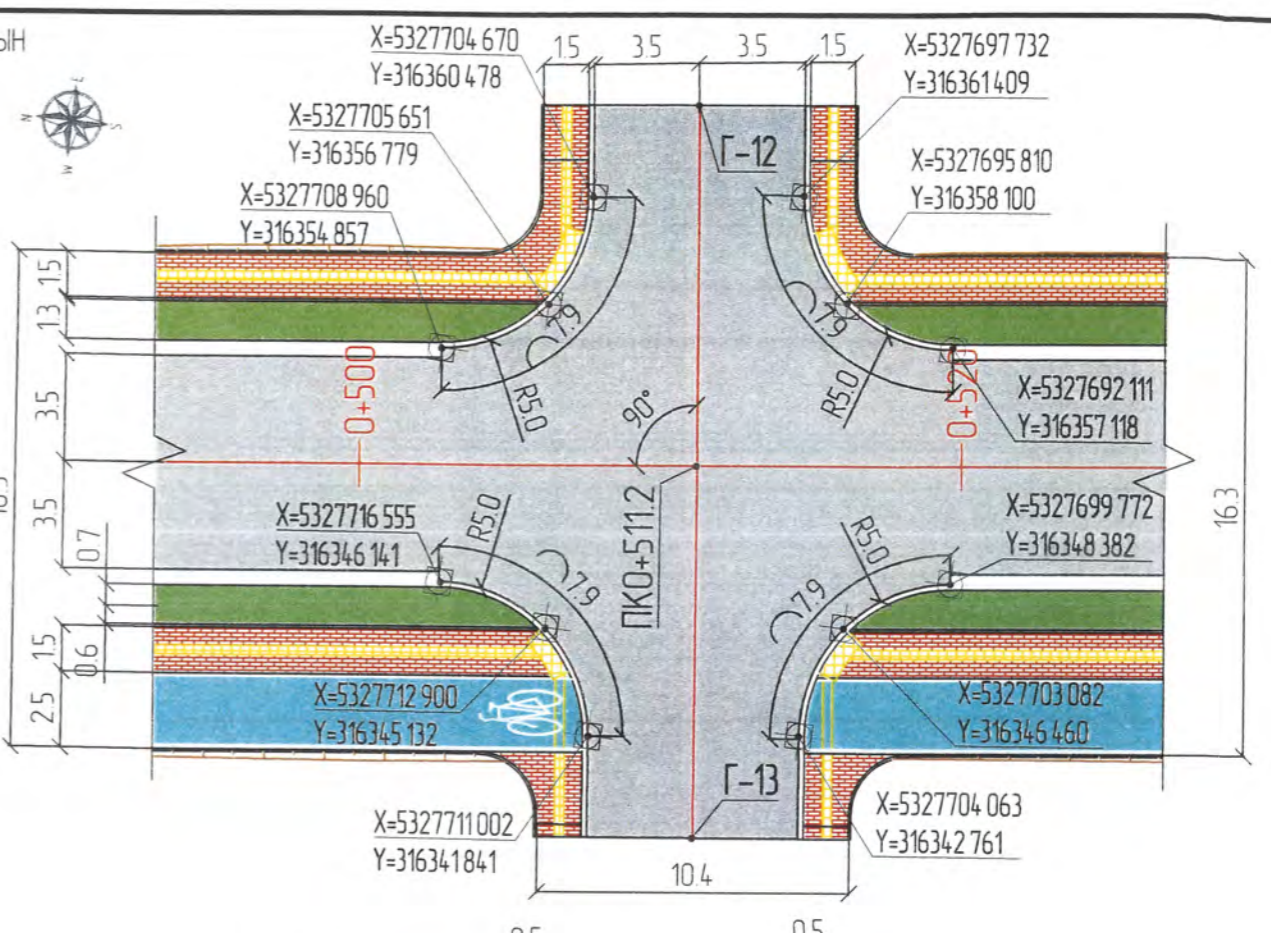 ЫН
N
E
S
W
X=5327704 670
Y=316360 478
1.5
3.5
3.5
1.5
X=5327697 732
Y=316361 409
X=5327705 651
Y=316356 779
Г-12
X=5327695 810
Y=316358 100
X=5327708 960
Y=316354 857
1.5
1.3
3.5
3.5
0.7
1.5
0.6
2.5
7.9
7.9
0+500
R5.0
90°
R5.0
0+520
X=5327692 111
Y=316357 118
ПК0+511.2
X=5327716 555
Y=316346 141
R5.0
7.9
R5.0
7.9
X=5327699 772
Y=316348 382
16.3
X=5327712 900
Y=316345 132
X=5327703 082
Y=316346 460
Г-13
X=5327711 002
Y=316341 841
X=5327704 063
Y=316342 761
10.4
0.5